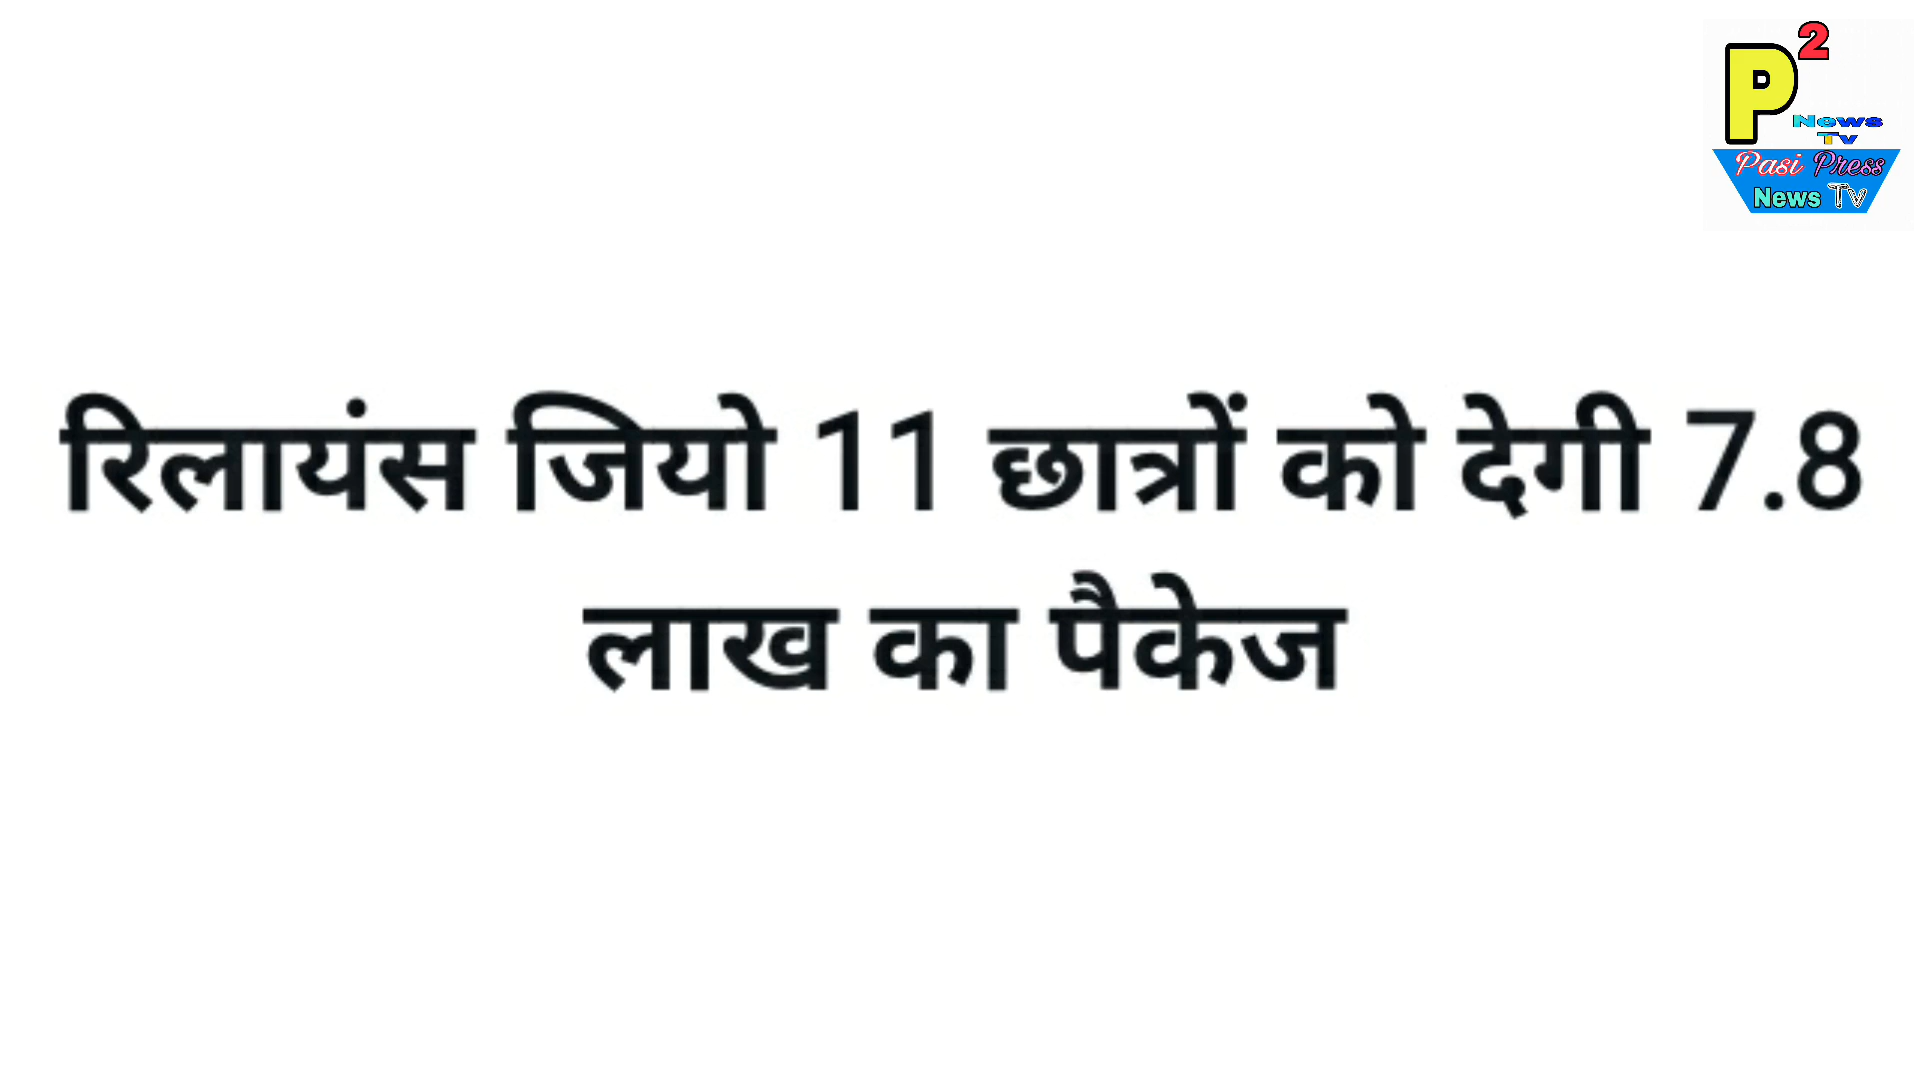 P2
News
Tv
Pasi Press
News Tv
रिलायंस जियो 11 छात्रों को देगी 7.8
लाख का पैकेज